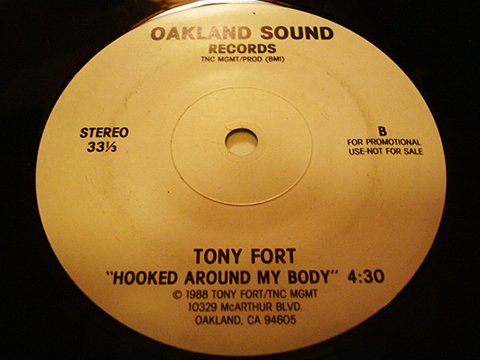 OAKLAND SOUND
RECORDS
TNC MGMT/PROD (BMI)
STEREO
33⅓
B
FOR PROMOTIONAL
USE-NOT FOR SALE
TONY FORT
"HOOKED AROUND MY BODY" 4:30
© 1988 TONY FORT/TNC MGMT
10329 McARTHUR BLVD.
OAKLAND, CA 94605